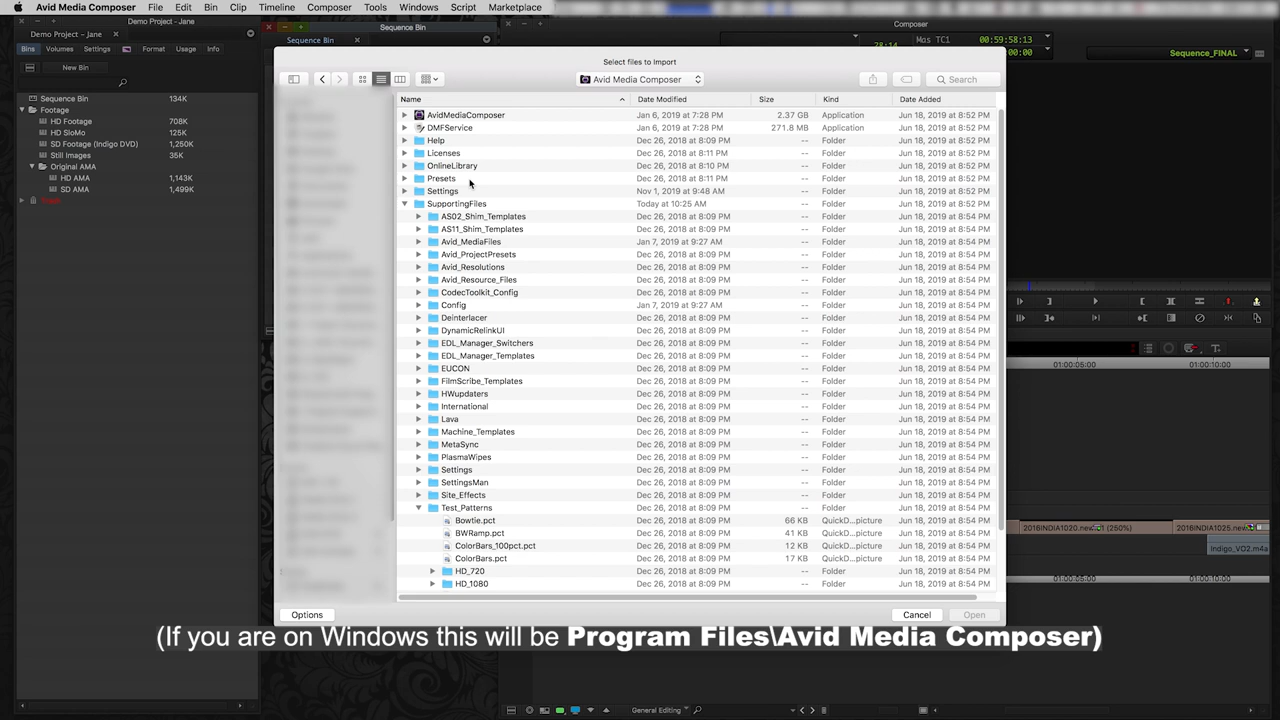 Avid Media Composer File Edit Bin Clip Timeline Composer Tools Windows Script Marketplace
Demo Project - Jane
Sequence Bin
Composer
Demo Project - Jane
Sequence Bin
Mas TC1 00:59:58:13
Sequence_FINAL
Bins Volumes Settings Format Usage Info
New Bin
Sequence Bin 134K
Footage
HD Footage 708K
HD SloMo 125K
SD Footage (Indigo DVD) 1,250K
Still Images 35K
Original AMA
HD AMA 1,143K
SD AMA 1,499K
Select files to Import
Avid Media Composer
Search
Name Date Modified Size Kind Date Added
AvidMediaComposer Jan 6, 2019 at 7:28 PM 2.37 GB Application Jun 18, 2019 at 8:52 PM
DMFService Jan 6, 2019 at 7:28 PM 271.8 MB Application Jun 18, 2019 at 8:52 PM
Help Dec 26, 2018 at 8:09 PM -- Folder Jun 18, 2019 at 8:52 PM
Licenses Dec 26, 2018 at 8:11 PM -- Folder Jun 18, 2019 at 8:52 PM
OnlineLibrary Dec 26, 2018 at 8:10 PM -- Folder Jun 18, 2019 at 8:52 PM
Presets Dec 26, 2018 at 8:11 PM -- Folder Jun 18, 2019 at 8:52 PM
Settings Nov 1, 2019 at 9:48 AM -- Folder Jun 18, 2019 at 8:52 PM
SupportingFiles Today at 10:25 AM -- Folder Jun 18, 2019 at 8:52 PM
AS02_Shim_Templates Dec 26, 2018 at 8:09 PM -- Folder Jun 18, 2019 at 8:54 PM
AS11_Shim_Templates Dec 26, 2018 at 8:09 PM -- Folder Jun 18, 2019 at 8:54 PM
Avid_MediaFiles Jan 7, 2019 at 9:27 AM -- Folder Jun 18, 2019 at 8:54 PM
Avid_ProjectPresets Dec 26, 2018 at 8:09 PM -- Folder Jun 18, 2019 at 8:54 PM
Avid_Resolutions Dec 26, 2018 at 8:09 PM -- Folder Jun 18, 2019 at 8:54 PM
Avid_Resource_Files Dec 26, 2018 at 8:09 PM -- Folder Jun 18, 2019 at 8:54 PM
CodecToolkit_Config Dec 26, 2018 at 8:09 PM -- Folder Jun 18, 2019 at 8:54 PM
Config Jan 7, 2019 at 9:27 AM -- Folder Jun 18, 2019 at 8:54 PM
Deinterlacer Dec 26, 2018 at 8:09 PM -- Folder Jun 18, 2019 at 8:54 PM
DynamicRelinkUI Dec 26, 2018 at 8:09 PM -- Folder Jun 18, 2019 at 8:54 PM
EDL_Manager_Switchers Dec 26, 2018 at 8:09 PM -- Folder Jun 18, 2019 at 8:54 PM
EDL_Manager_Templates Dec 26, 2018 at 8:09 PM -- Folder Jun 18, 2019 at 8:54 PM
EUCON Dec 26, 2018 at 8:09 PM -- Folder Jun 18, 2019 at 8:54 PM
FilmScribe_Templates Dec 26, 2018 at 8:09 PM -- Folder Jun 18, 2019 at 8:54 PM
HWupdaters Dec 26, 2018 at 8:09 PM -- Folder Jun 18, 2019 at 8:54 PM
International Dec 26, 2018 at 8:09 PM -- Folder Jun 18, 2019 at 8:54 PM
Lava Dec 26, 2018 at 8:09 PM -- Folder Jun 18, 2019 at 8:54 PM
Machine_Templates Dec 26, 2018 at 8:09 PM -- Folder Jun 18, 2019 at 8:54 PM
MetaSync Dec 26, 2018 at 8:09 PM -- Folder Jun 18, 2019 at 8:54 PM
PlasmaWipes Dec 26, 2018 at 8:09 PM -- Folder Jun 18, 2019 at 8:54 PM
Settings Dec 26, 2018 at 8:09 PM -- Folder Jun 18, 2019 at 8:54 PM
SettingsMan Dec 26, 2018 at 8:09 PM -- Folder Jun 18, 2019 at 8:54 PM
Site_Effects Dec 26, 2018 at 8:09 PM -- Folder Jun 18, 2019 at 8:54 PM
Test_Patterns Dec 26, 2018 at 8:09 PM -- Folder Jun 18, 2019 at 8:54 PM
Bowtie.pct Dec 26, 2018 at 8:09 PM 66 KB QuickD...picture Jun 18, 2019 at 8:54 PM
BWRamp.pct Dec 26, 2018 at 8:09 PM 41 KB QuickD...picture Jun 18, 2019 at 8:54 PM
ColorBars_100pct.pct Dec 26, 2018 at 8:09 PM 12 KB QuickD...picture Jun 18, 2019 at 8:54 PM
ColorBars.pct Dec 26, 2018 at 8:09 PM 17 KB QuickD...picture Jun 18, 2019 at 8:54 PM
HD_720 Dec 26, 2018 at 8:09 PM -- Folder Jun 18, 2019 at 8:54 PM
HD_1080 Dec 26, 2018 at 8:09 PM -- Folder Jun 18, 2019 at 8:54 PM
Options Cancel Open
01:00:05:00 01:00:10:00
Indigo_VO2.m4a
01:00:05:00 01:00:10:00
(If you are on Windows this will be Program Files\Avid Media Composer)
General Editing